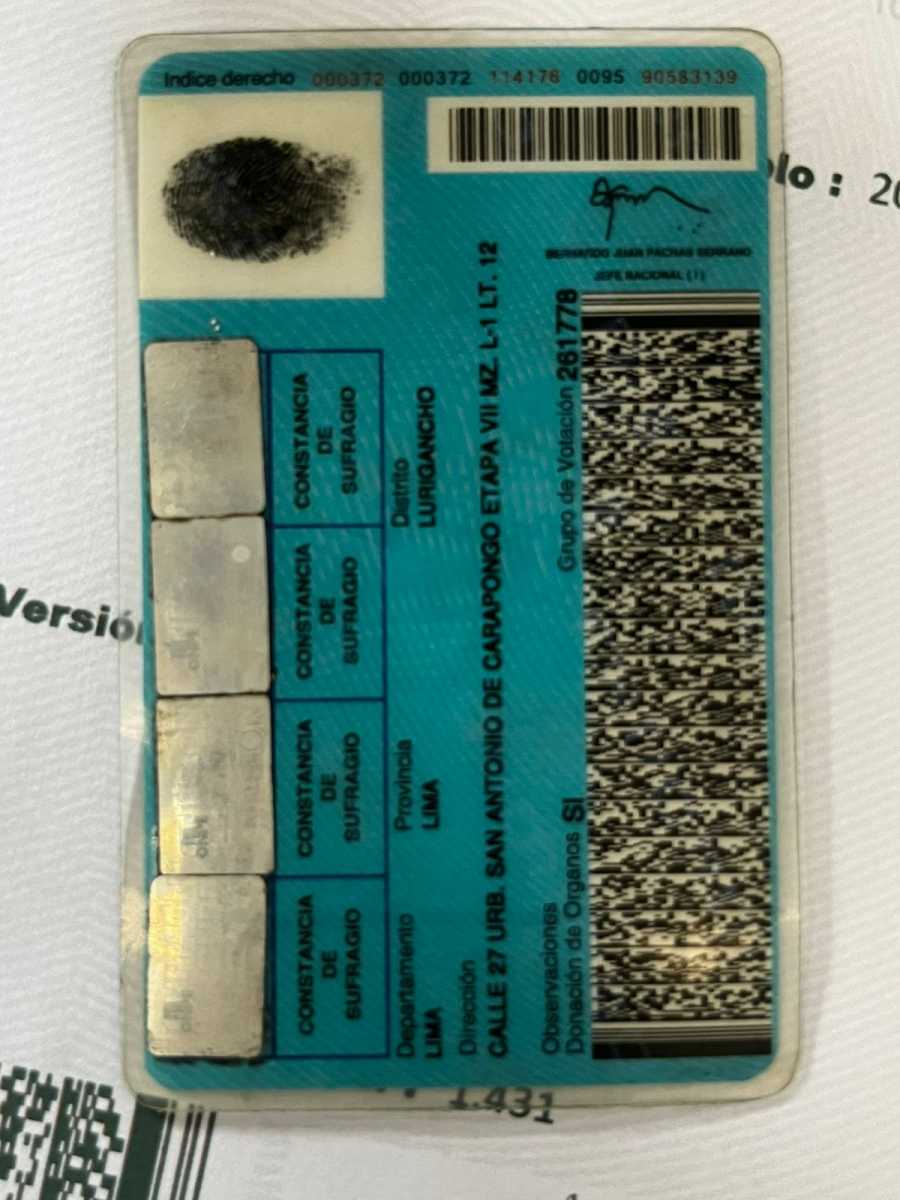 Indice derecho 000372 000372 114176 0095 90583139
BERNARDO JUAN PACHAS SERRANO
JEFE NACIONAL ( I )
CONSTANCIA
DE
SUFRAGIO
CONSTANCIA
DE
SUFRAGIO
CONSTANCIA
DE
SUFRAGIO
CONSTANCIA
DE
SUFRAGIO
Departamento Provincia Distrito
LIMA LIMA LURIGANCHO
Dirección
CALLE 27 URB. SAN ANTONIO DE CARAPONGO ETAPA VII MZ. L-1 LT. 12
Observaciones
Donación de Organos SI Grupo de Votación 261778
Versión
lo : 20
1.431